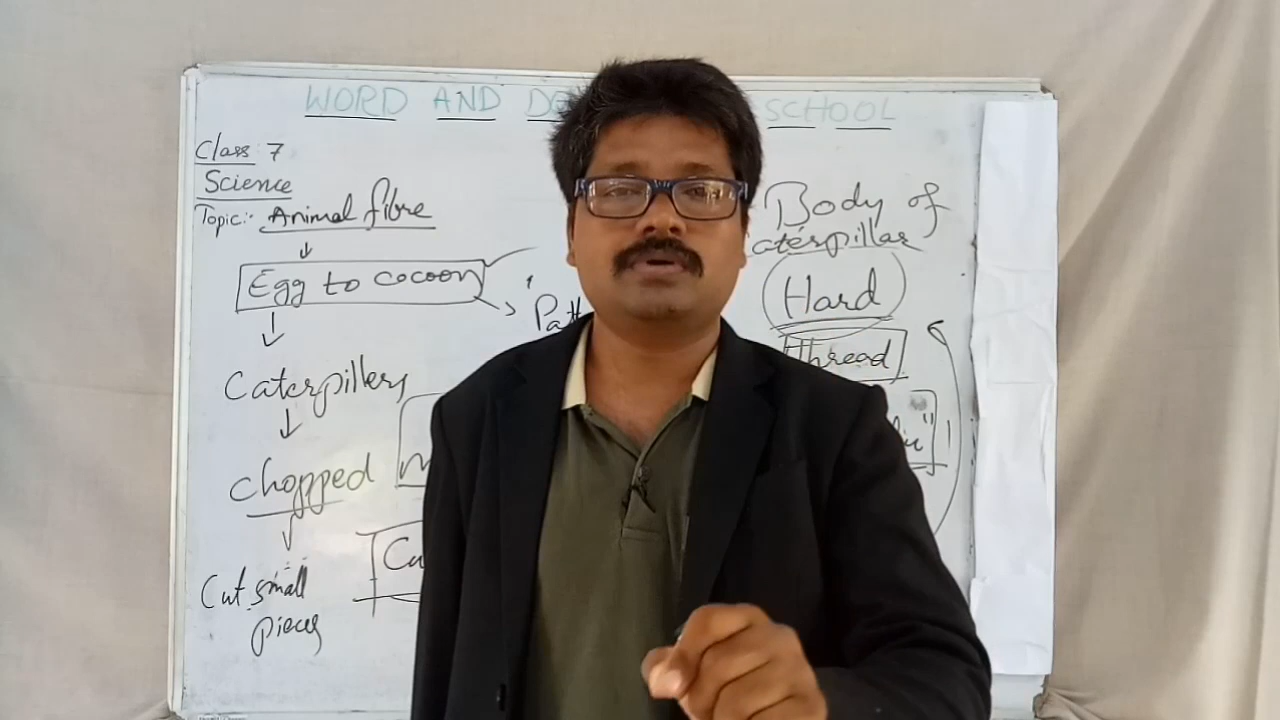 WORD AND SCHOOL
Class 7
Science
Topic:- Animal fibre
Egg to cocoon
Caterpillers
chopped
Cut small
pieces
Body of
caterpillar
Hard
thread